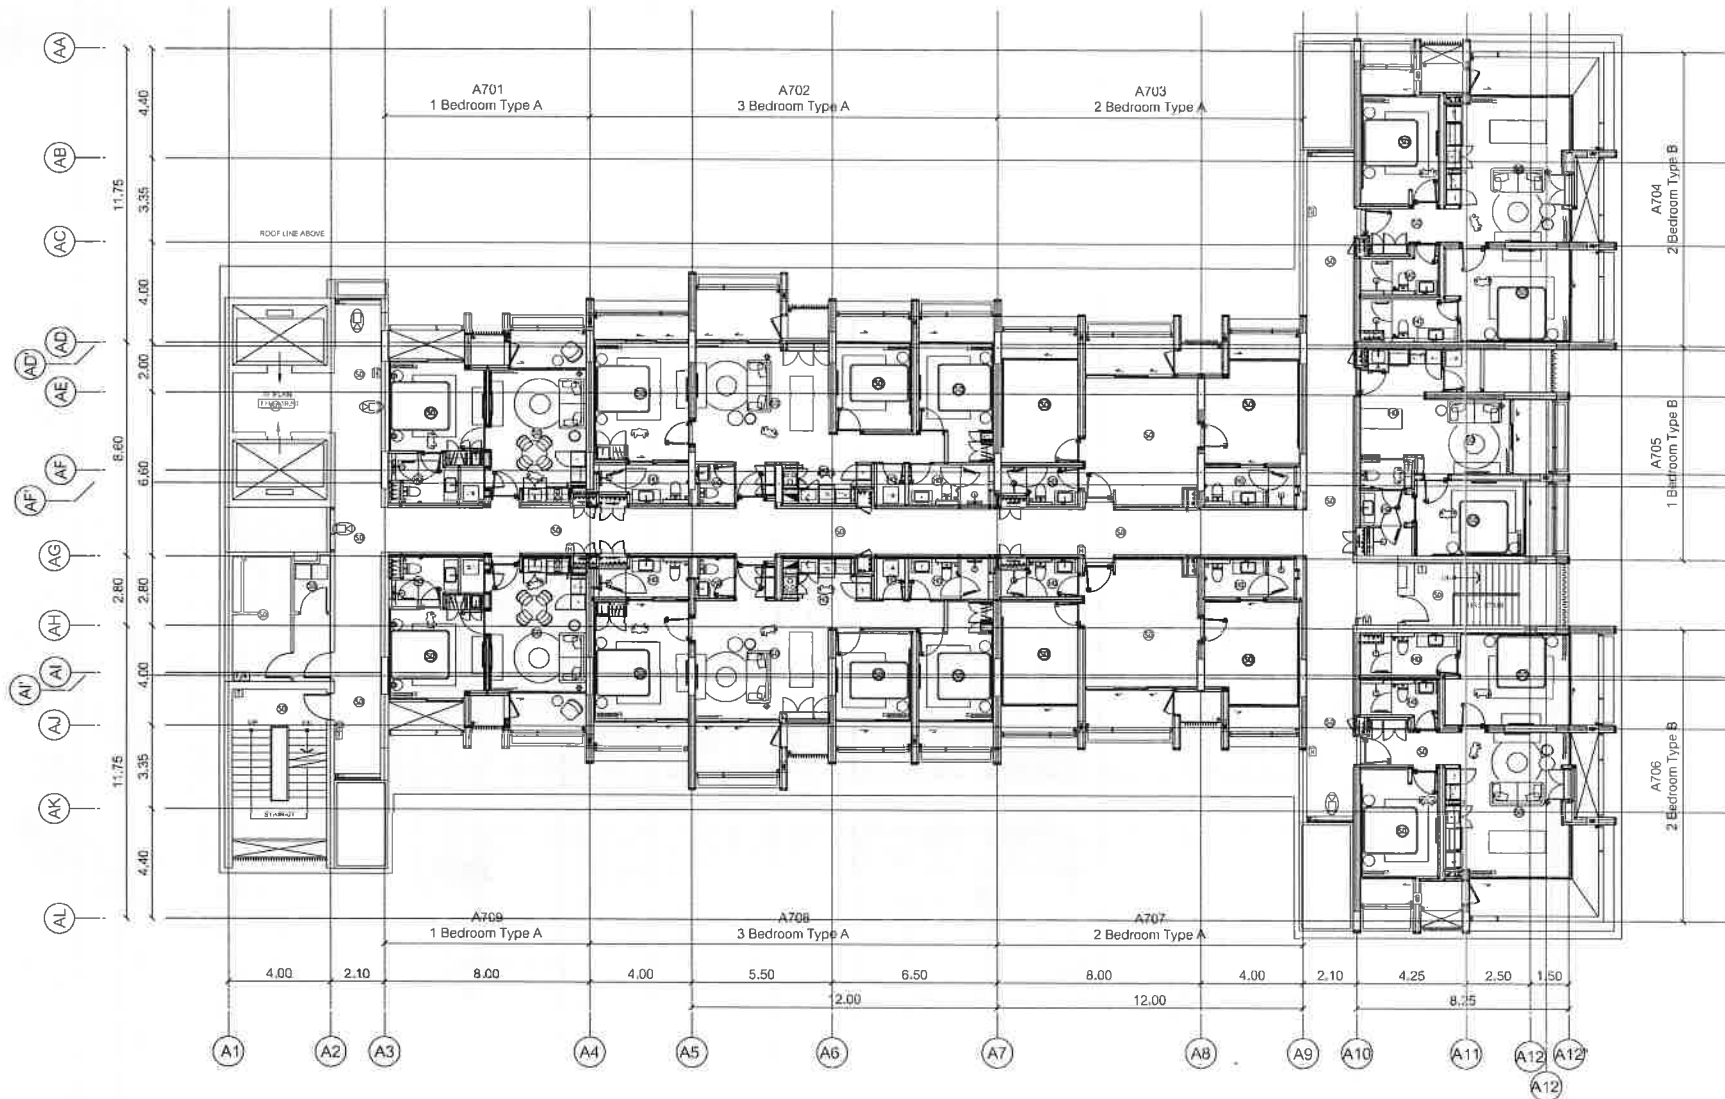 AA
AB
AC
AD
AD'
AE
AF
AF'
AG
AH
AI
AI'
AJ
AK
AL
4.40
3.35
11.75
4.00
2.00
8.60
6.60
2.80
2.80
4.00
3.35
11.75
4.40
A701
1 Bedroom Type A
A702
3 Bedroom Type A
A703
2 Bedroom Type A
A704
2 Bedroom Type B
A705
1 Bedroom Type B
A706
2 Bedroom Type B
ROOF LINE ABOVE
A709
1 Bedroom Type A
A708
3 Bedroom Type A
A707
2 Bedroom Type A
4.00
2.10
8.00
4.00
5.50
6.50
8.00
4.00
2.10
4.25
2.50
1.50
12.00
12.00
8.25
A1
A2
A3
A4
A5
A6
A7
A8
A9
A10
A11
A12
A12"
A12